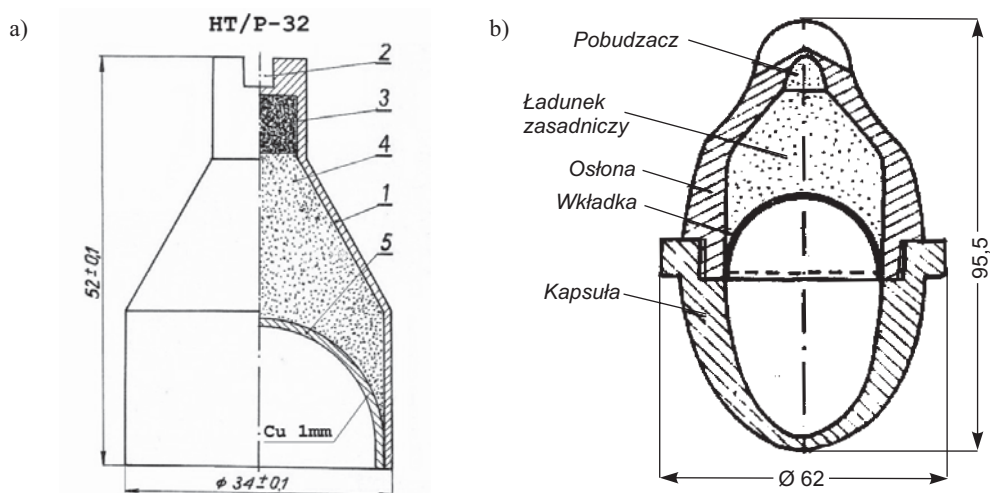 a)
HT/P-32
2
3
4
1
5
Cu 1mm
52±0,1
ø 34±0,1
b)
Pobudzacz
Ładunek
zasadniczy
Osłona
Wkładka
Kapsuła
95,5
Ø 62